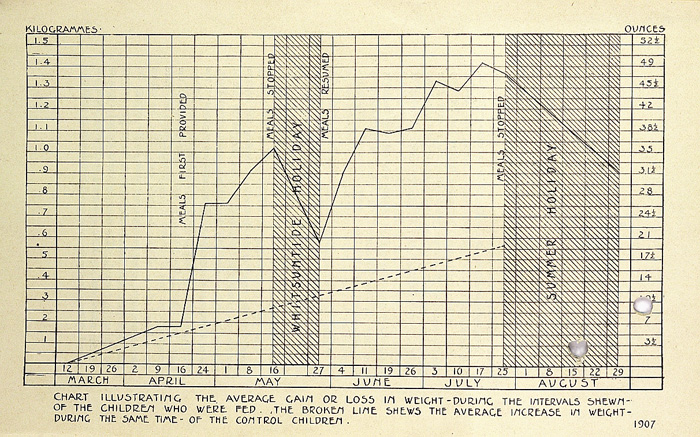 KILOGRAMMES. OUNCES
1.5 52½
1.4 49
1.3 45½
1.2 42
1.1 38½
1.0 35
.9 31½
.8 28
.7 24½
. 21
.5 17½
.4 14
.3
.2 7
.1 3½
MEALS FIRST PROVIDED
MEALS STOPPED
WHITSUNTIDE HOLIDAY
MEALS RESUMED
MEALS STOPPED
SUMMER HOLIDAY
12 19 26 2 9 16 24 1 8 16 27 4 11 19 26 3 10 17 25 1 8 15 22 29
MARCH APRIL MAY JUNE JULY AUGUST
CHART ILLUSTRATING THE AVERAGE GAIN OR LOSS IN WEIGHT-DURING THE INTERVALS SHEWN-
OF THE CHILDREN WHO WERE FED. THE BROKEN LINE SHEWS THE AVERAGE INCREASE IN WEIGHT-
DURING THE SAME TIME- OF THE CONTROL CHILDREN.
1907